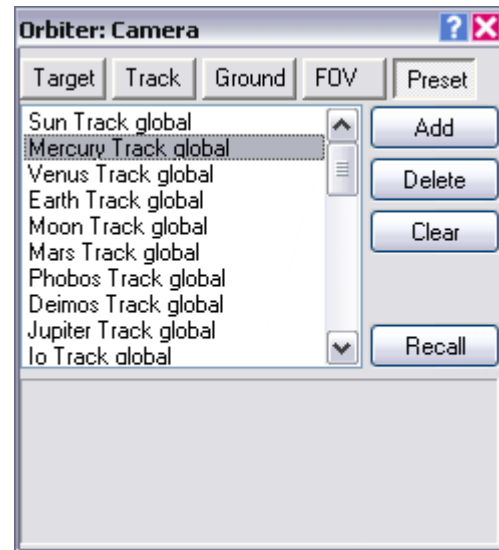 Orbiter: Camera ? X
Target Track Ground FOV Preset
Sun Track global
Mercury Track global
Venus Track global
Earth Track global
Moon Track global
Mars Track global
Phobos Track global
Deimos Track global
Jupiter Track global
Io Track global
Add
Delete
Clear
Recall